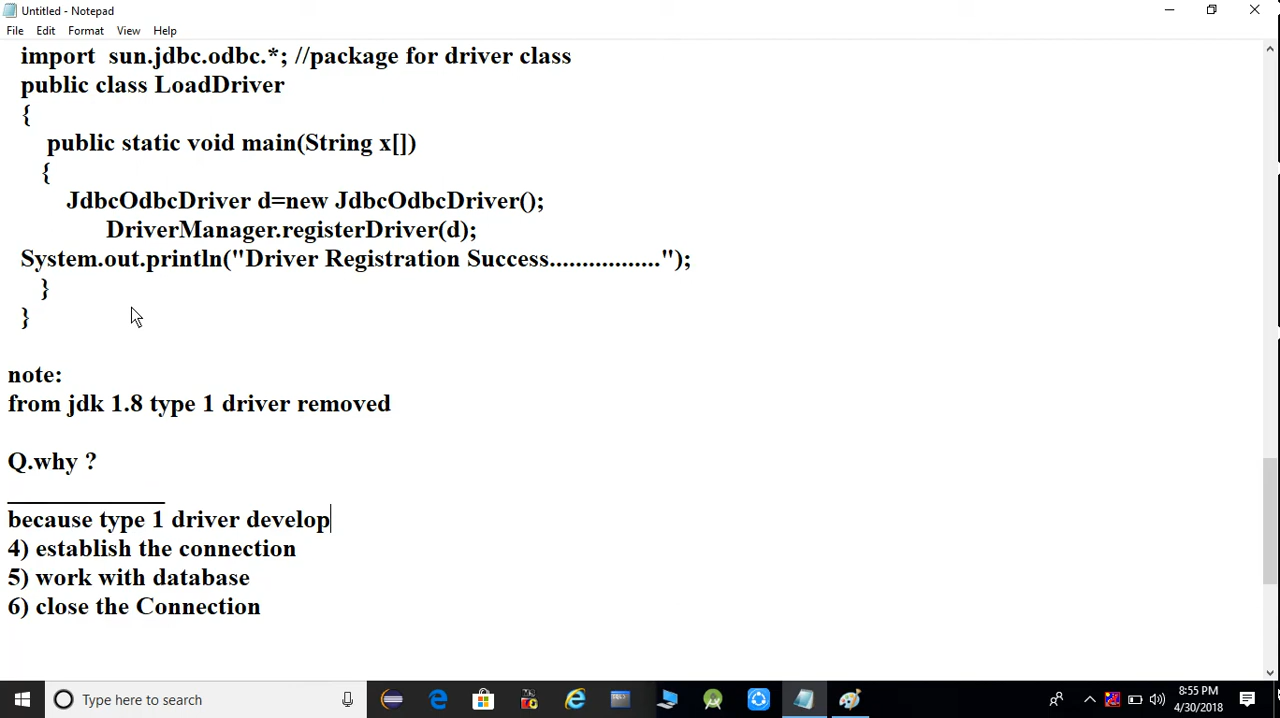 Untitled - Notepad
File Edit Format View Help
import sun.jdbc.odbc.*; //package for driver class
public class LoadDriver
{
public static void main(String x[])
{
JdbcOdbcDriver d=new JdbcOdbcDriver();
DriverManager.registerDriver(d);
System.out.println("Driver Registration Success..................");
}
}
note:
from jdk 1.8 type 1 driver removed
Q.why ?
______________
because type 1 driver develop
4) establish the connection
5) work with database
6) close the Connection
Type here to search
8:55 PM
4/30/2018